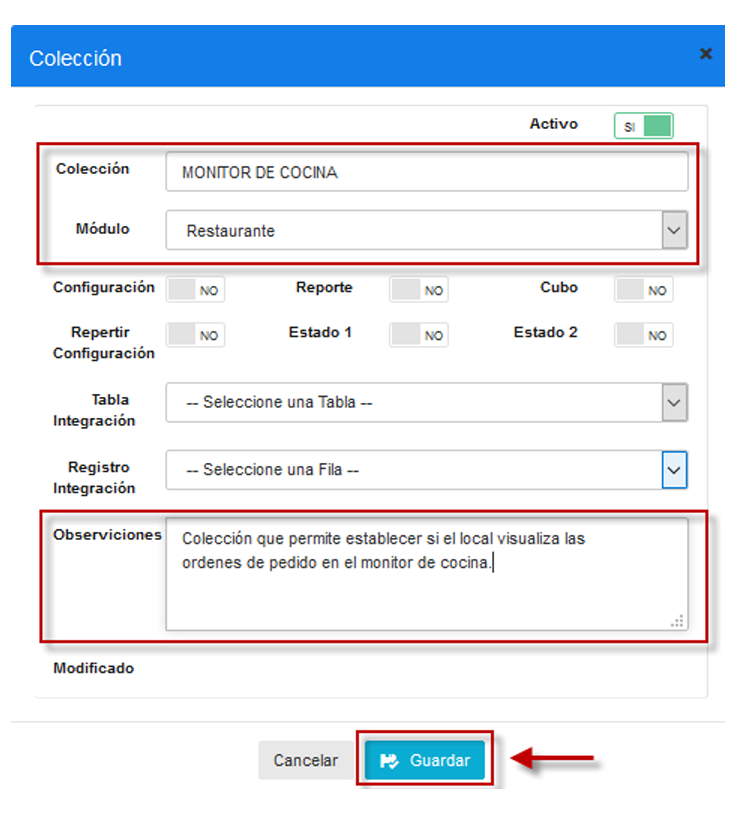 Colección
Activo SI
Colección MONITOR DE COCINA
Módulo Restaurante
Configuración NO Reporte NO Cubo NO
Repertir
Configuración NO Estado 1 NO Estado 2 NO
Tabla
Integración -- Seleccione una Tabla --
Registro
Integración -- Seleccione una Fila --
Observiciones Colección que permite establecer si el local visualiza las
ordenes de pedido en el monitor de cocina.
Modificado
Cancelar Guardar